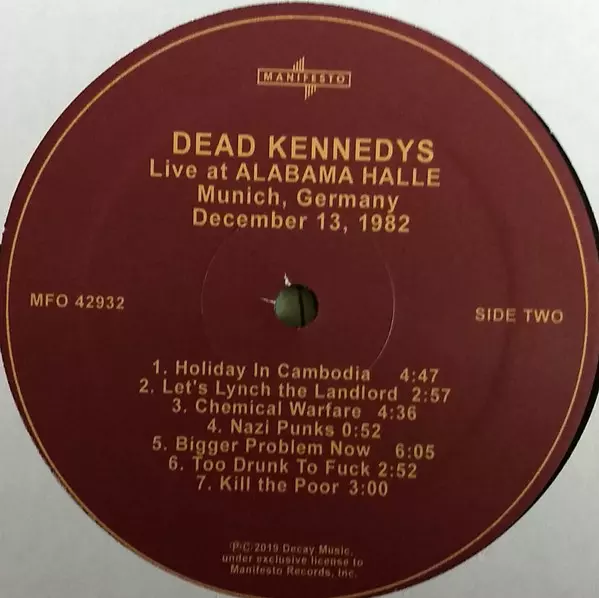 MANIFESTO
DEAD KENNEDYS
Live at ALABAMA HALLE
Munich, Germany
December 13, 1982
MFO 42932
SIDE TWO
1. Holiday In Cambodia 4:47
2. Let's Lynch the Landlord 2:57
3. Chemical Warfare 4:36
4. Nazi Punks 0:52
5. Bigger Problem Now 6:05
6. Too Drunk To Fuck 2:52
7. Kill the Poor 3:00
℗© 2019 Decay Music,
under exclusive license to
Manifesto Records, Inc.